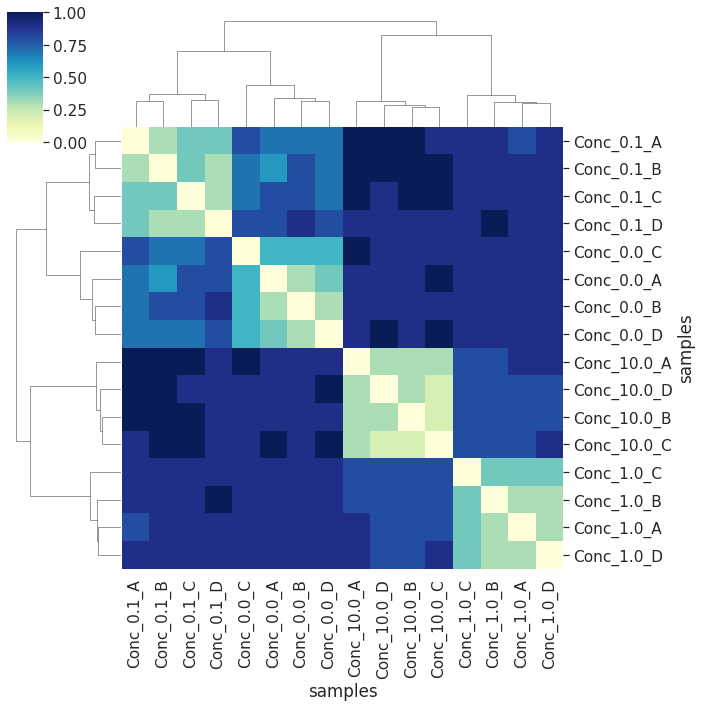 1.00
0.75
0.50
0.25
0.00
Conc_0.1_A
Conc_0.1_B
Conc_0.1_C
Conc_0.1_D
Conc_0.0_C
Conc_0.0_A
Conc_0.0_B
Conc_0.0_D
Conc_10.0_A
Conc_10.0_D
Conc_10.0_B
Conc_10.0_C
Conc_1.0_C
Conc_1.0_B
Conc_1.0_A
Conc_1.0_D
samples
Conc_0.1_A
Conc_0.1_B
Conc_0.1_C
Conc_0.1_D
Conc_0.0_C
Conc_0.0_A
Conc_0.0_B
Conc_0.0_D
Conc_10.0_A
Conc_10.0_D
Conc_10.0_B
Conc_10.0_C
Conc_1.0_C
Conc_1.0_B
Conc_1.0_A
Conc_1.0_D
samples